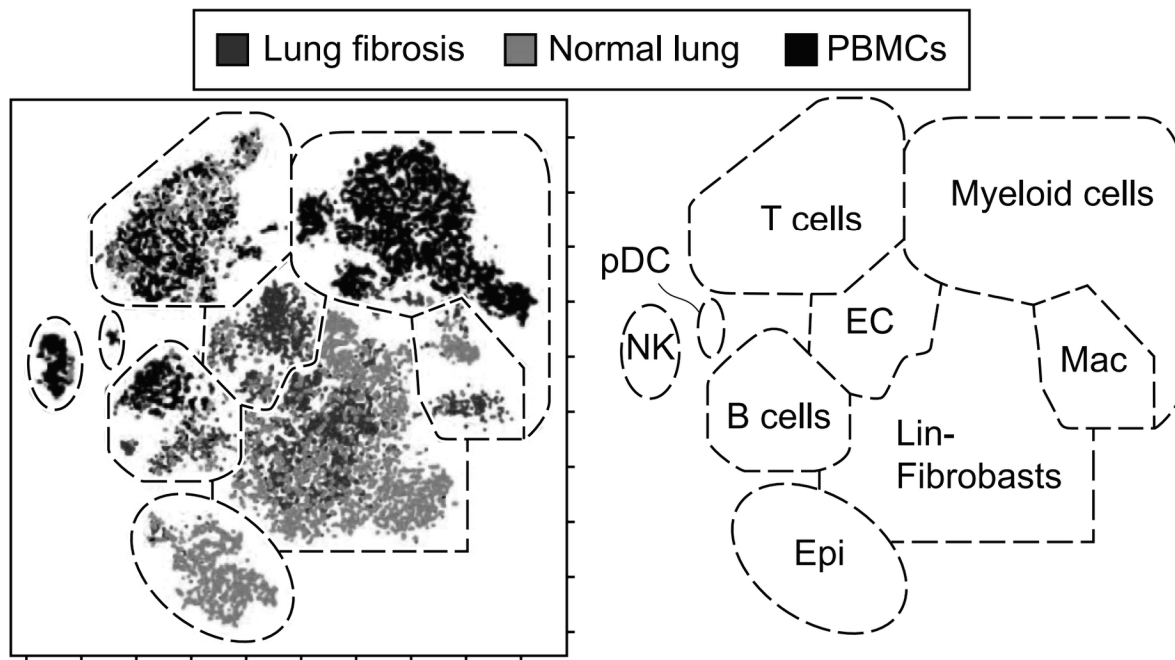 Lung fibrosis Normal lung PBMCs
T cells
Myeloid cells
pDC
EC
NK
Mac
B cells
Lin-
Fibrobasts
Epi